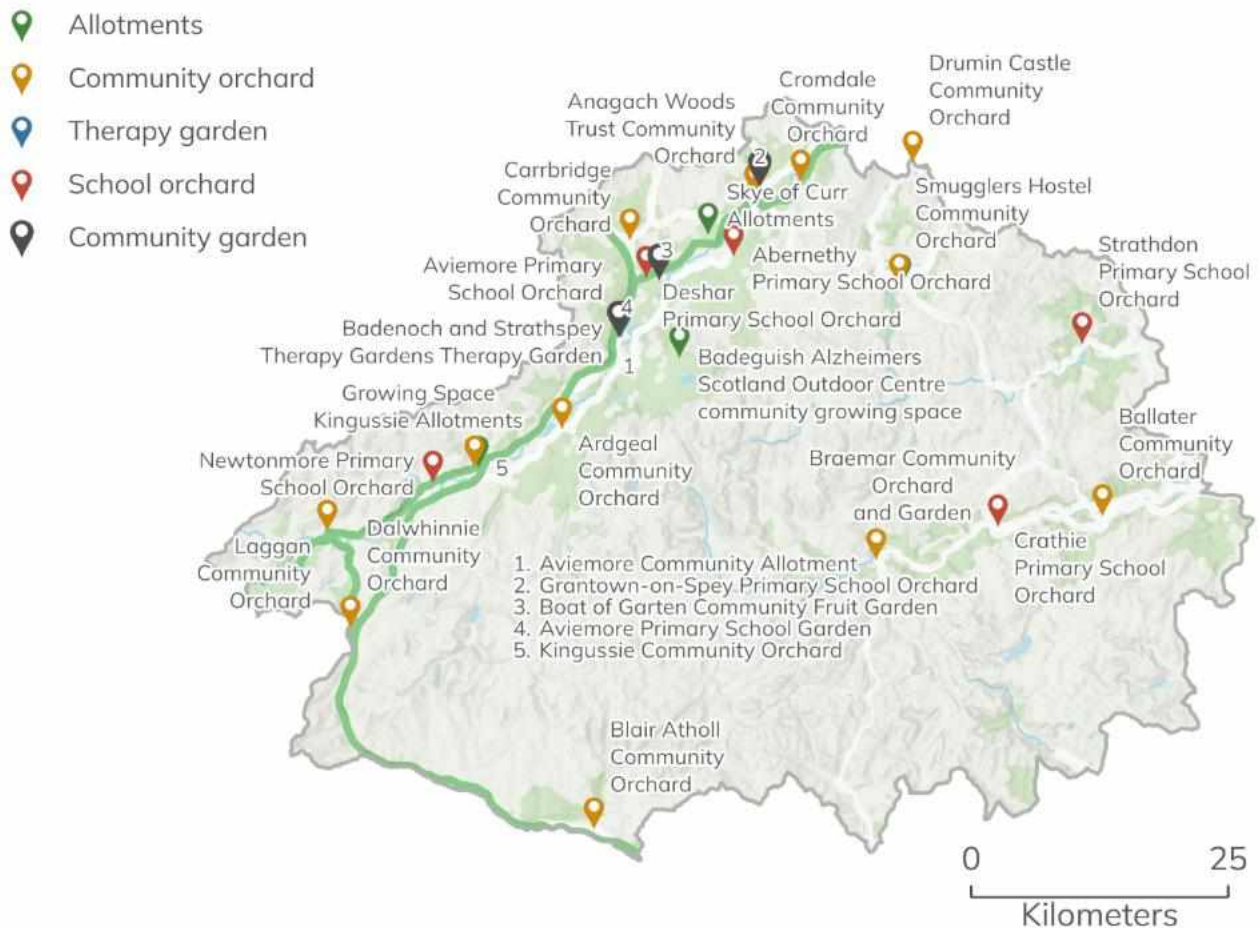 Allotments
Community orchard
Therapy garden
School orchard
Community garden
Drumin Castle
Community
Orchard
Cromdale
Community
Orchard
Anagach Woods
Trust Community
Orchard
2
Carrbridge
Community
Orchard
Skye of Curr
Allotments
Smugglers Hostel
Community
Orchard
Strathdon
Primary School
Orchard
3
Abernethy
Primary School Orchard
Aviemore Primary
School Orchard
Deshar
Primary School Orchard
4
Badenoch and Strathspey
Therapy Gardens Therapy Garden
1
Badeguish Alzheimers
Scotland Outdoor Centre
community growing space
Growing Space
Kingussie Allotments
Ballater
Community
Orchard
Ardgeal
Community
Orchard
5
Braemar Community
Orchard
and Garden
Newtonmore Primary
School Orchard
Dalwhinnie
Community
Orchard
Laggan
Community
Orchard
Crathie
Primary School
Orchard
1. Aviemore Community Allotment
2. Grantown-on-Spey Primary School Orchard
3. Boat of Garten Community Fruit Garden
4. Aviemore Primary School Garden
5. Kingussie Community Orchard
Blair Atholl
Community
Orchard
0 25
Kilometers